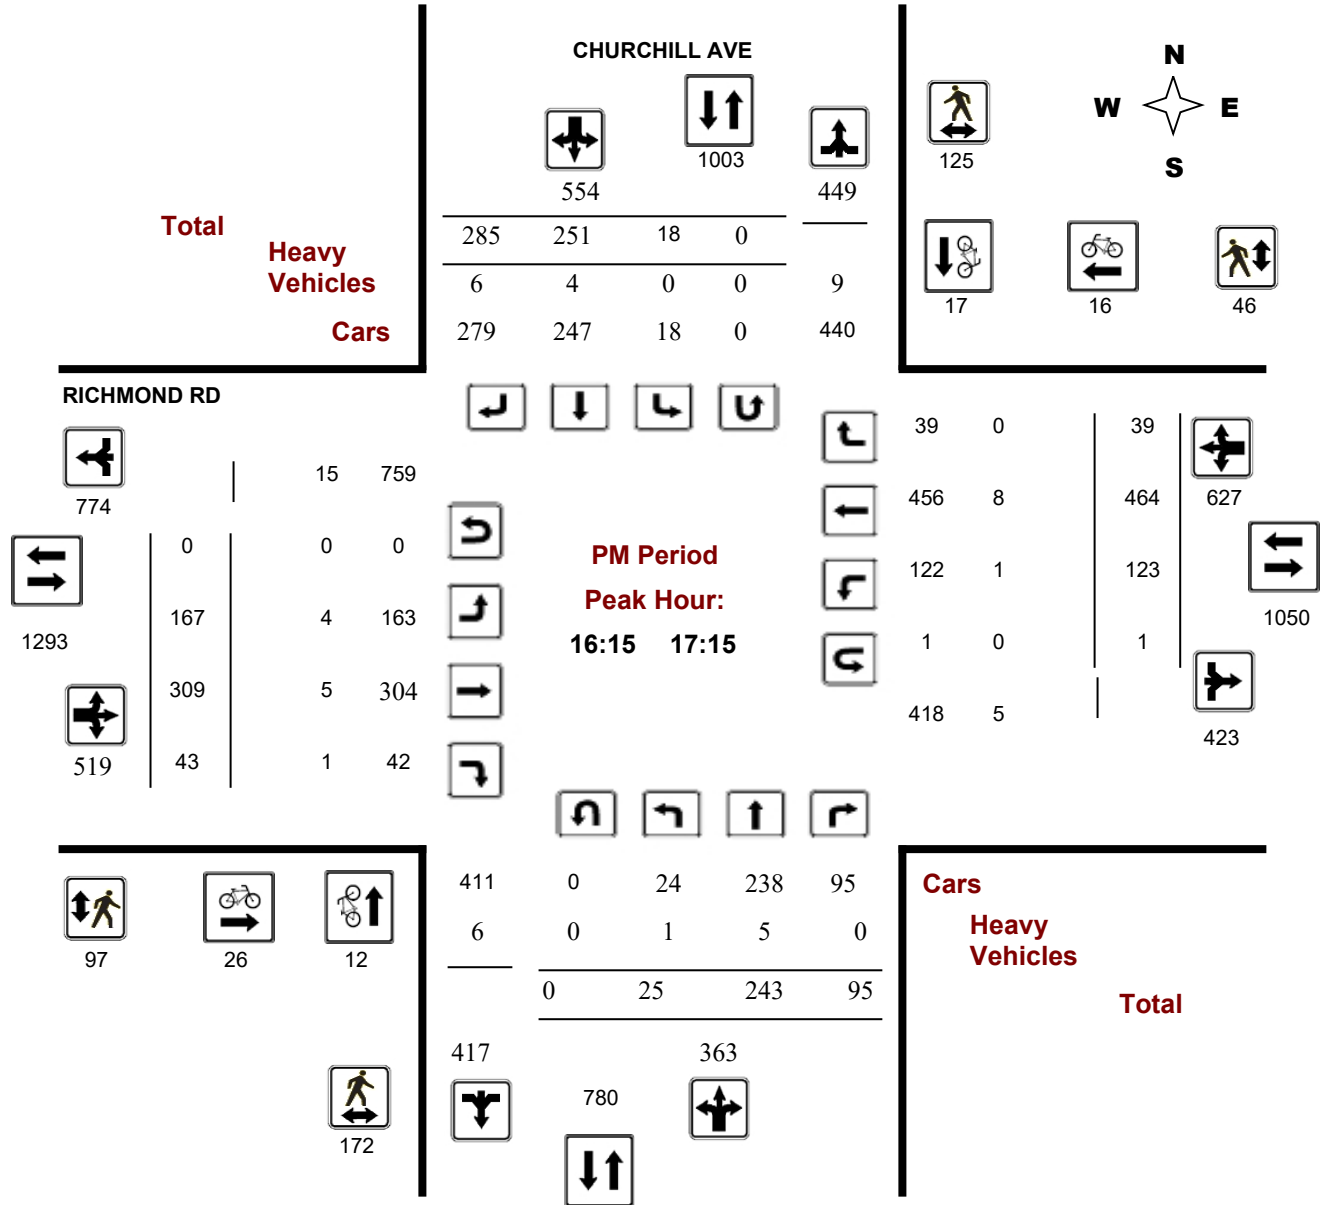 CHURCHILL AVE
N
W E
S
1003
125
554
449
Total
285 251 18 0
Heavy
Vehicles
6 4 0 0 9
17 16 46
Cars
279 247 18 0 440
RICHMOND RD
39 0 39
15 759
774
456 8 464 627
0 0 0
PM Period
122 1 123
Peak Hour:
167 4 163
1050
1293
16:15 17:15
1 0 1
309 5 304
418 5
423
519 43 1 42
411 0 24 238 95
Cars
6 0 1 5 0
Heavy
Vehicles
97 26 12
0 25 243 95
Total
417 363
780
172